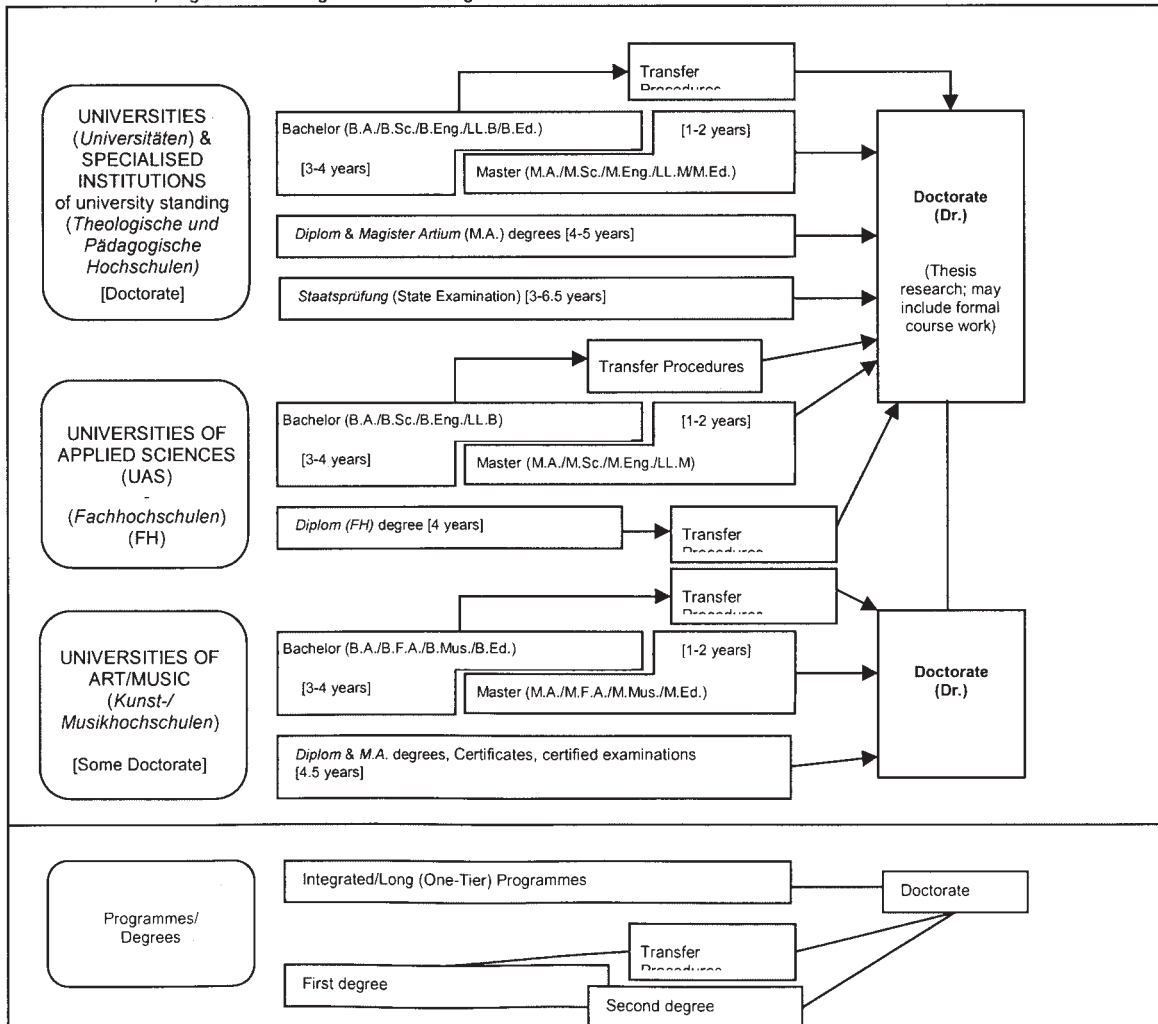 Transfer
Procedures
UNIVERSITIES
(Universitäten) &
SPECIALISED
INSTITUTIONS
of university standing
(Theologische und
Pädagogische
Hochschulen)
[Doctorate]
Bachelor (B.A./B.Sc./B.Eng./LL.B/B.Ed.)
[3-4 years]
[1-2 years]
Master (M.A./M.Sc./M.Eng./LL.M/M.Ed.)
Diplom & Magister Artium (M.A.) degrees [4-5 years]
Staatsprüfung (State Examination) [3-6.5 years]
Doctorate
(Dr.)
(Thesis
research; may
include formal
course work)
UNIVERSITIES OF
APPLIED SCIENCES
(UAS)
-
(Fachhochschulen)
(FH)
Transfer Procedures
Bachelor (B.A./B.Sc./B.Eng./LL.B)
[3-4 years]
[1-2 years]
Master (M.A./M.Sc./M.Eng./LL.M)
Diplom (FH) degree [4 years]
Transfer
Procedures
UNIVERSITIES OF
ART/MUSIC
(Kunst-/
Musikhochschulen)
[Some Doctorate]
Transfer
Procedures
Bachelor (B.A./B.F.A./B.Mus./B.Ed.)
[3-4 years]
[1-2 years]
Master (M.A./M.F.A./M.Mus./M.Ed.)
Diplom & M.A. degrees, Certificates, certified examinations
[4.5 years]
Doctorate
(Dr.)
Programmes/
Degrees
Integrated/Long (One-Tier) Programmes
Doctorate
Transfer
Procedures
First degree
Second degree